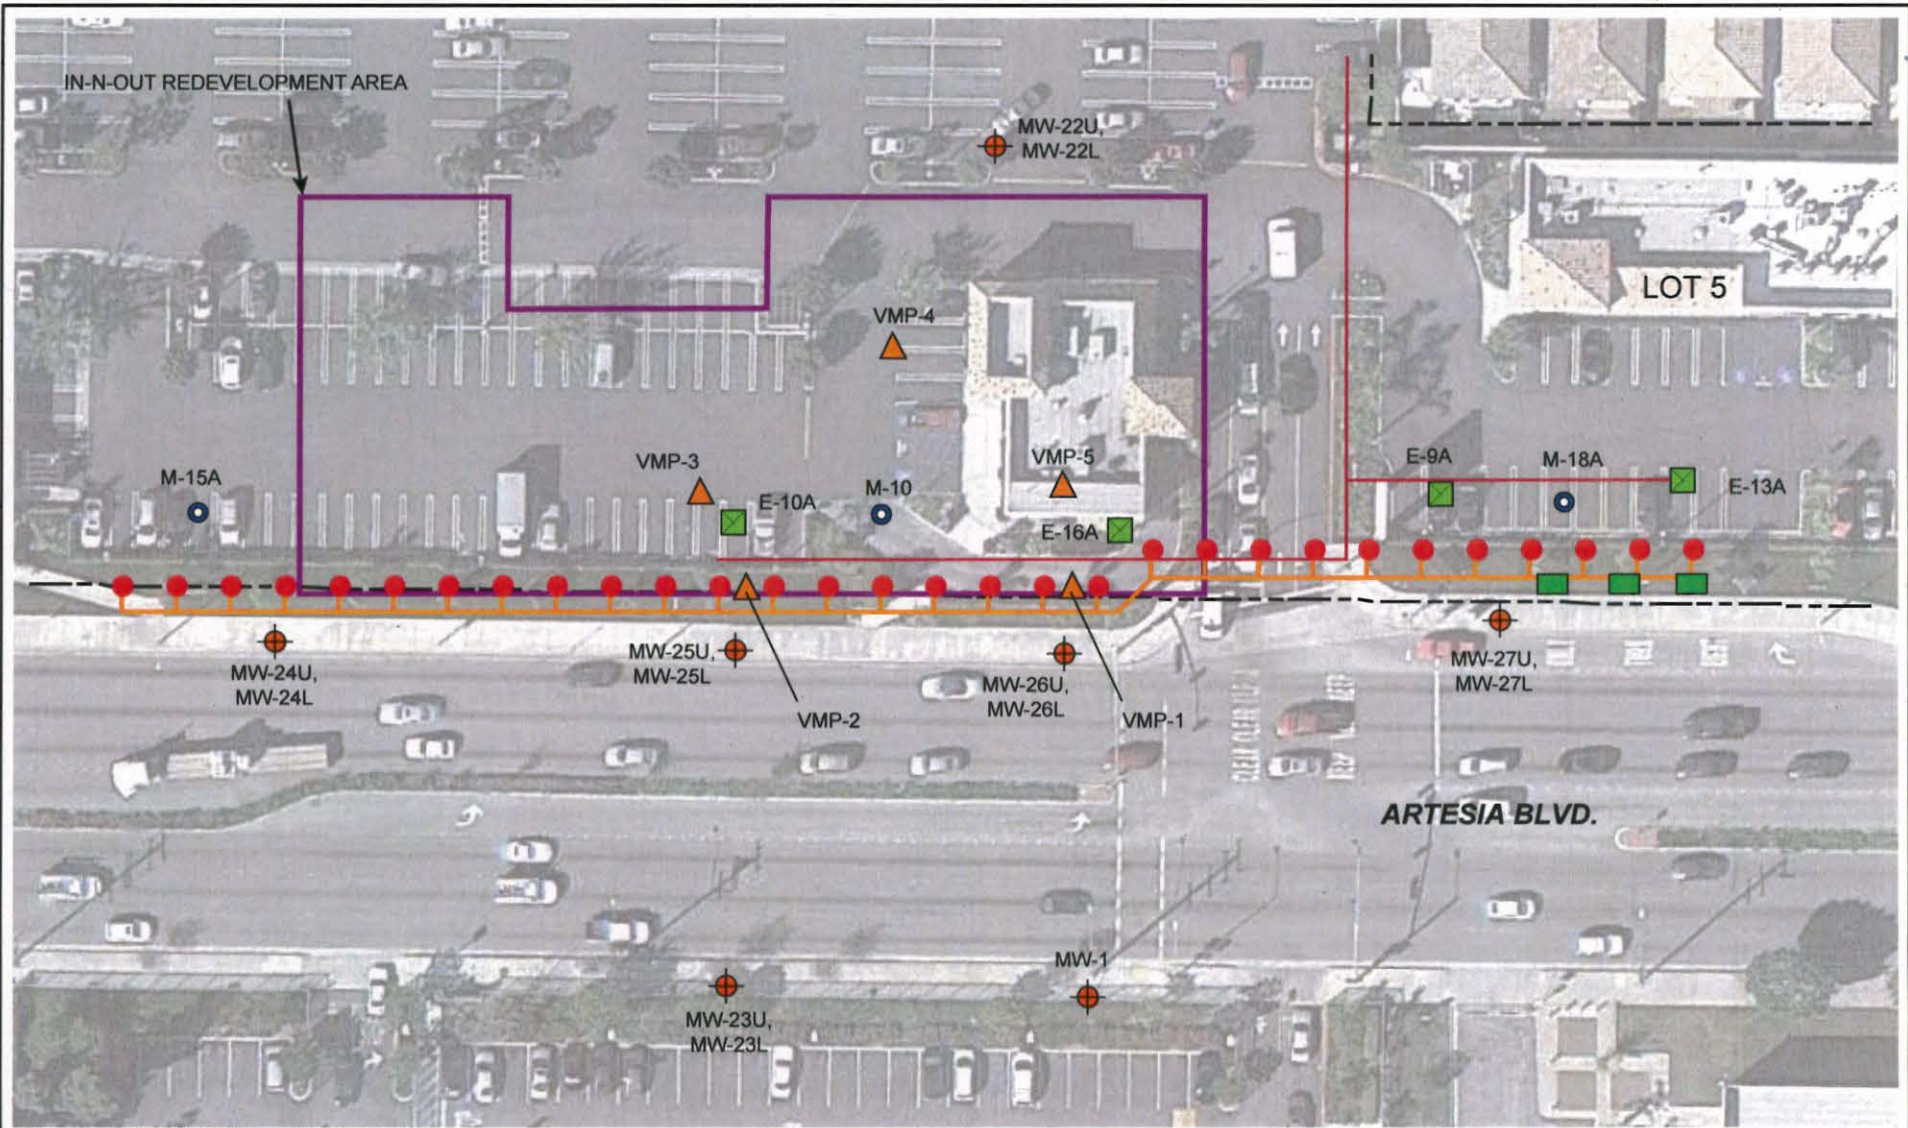 IN-N-OUT REDEVELOPMENT AREA
MW-22U,
MW-22L
LOT 5
VMP-4
VMP-3
VMP-5
E-9A
M-18A
M-15A
E-10A
M-10
E-13A
E-16A
MW-24U,
MW-24L
MW-25U,
MW-25L
MW-26U,
MW-26L
MW-27U,
MW-27L
VMP-2
VMP-1
KEEP
CLEAR
ARTESIA BLVD.
MW-1
MW-23U,
MW-23L